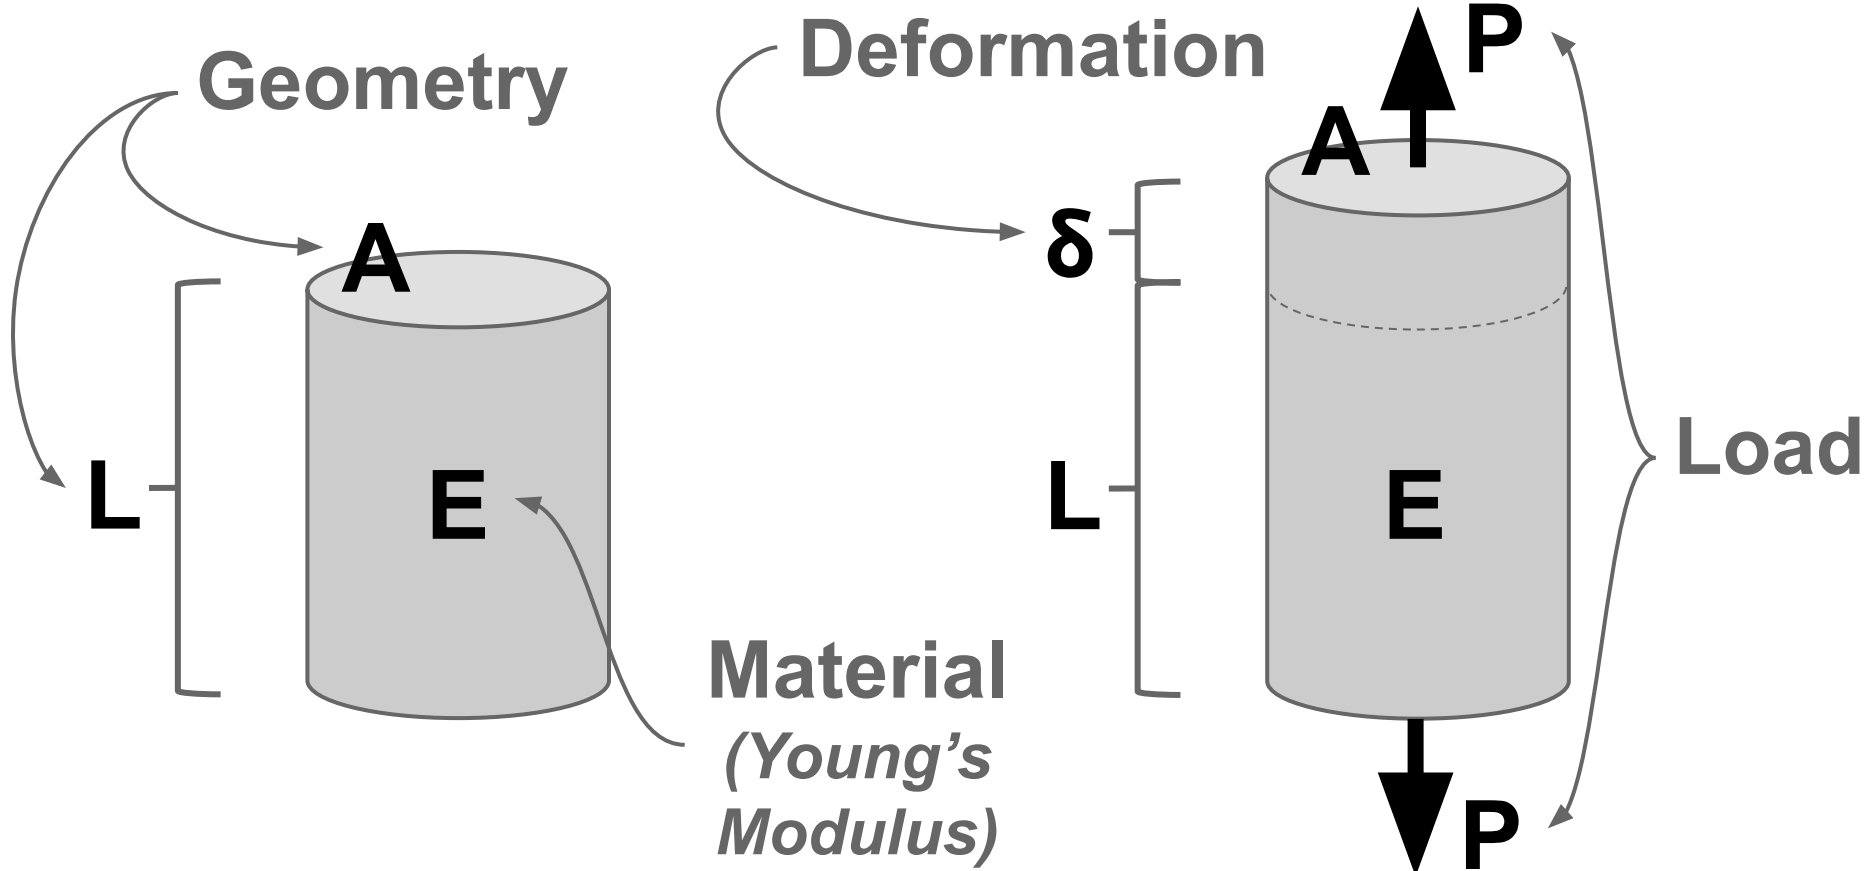 Geometry
A
L
E
Material
(Young’s
Modulus)
Deformation
P
A
δ
L
E
Load
P